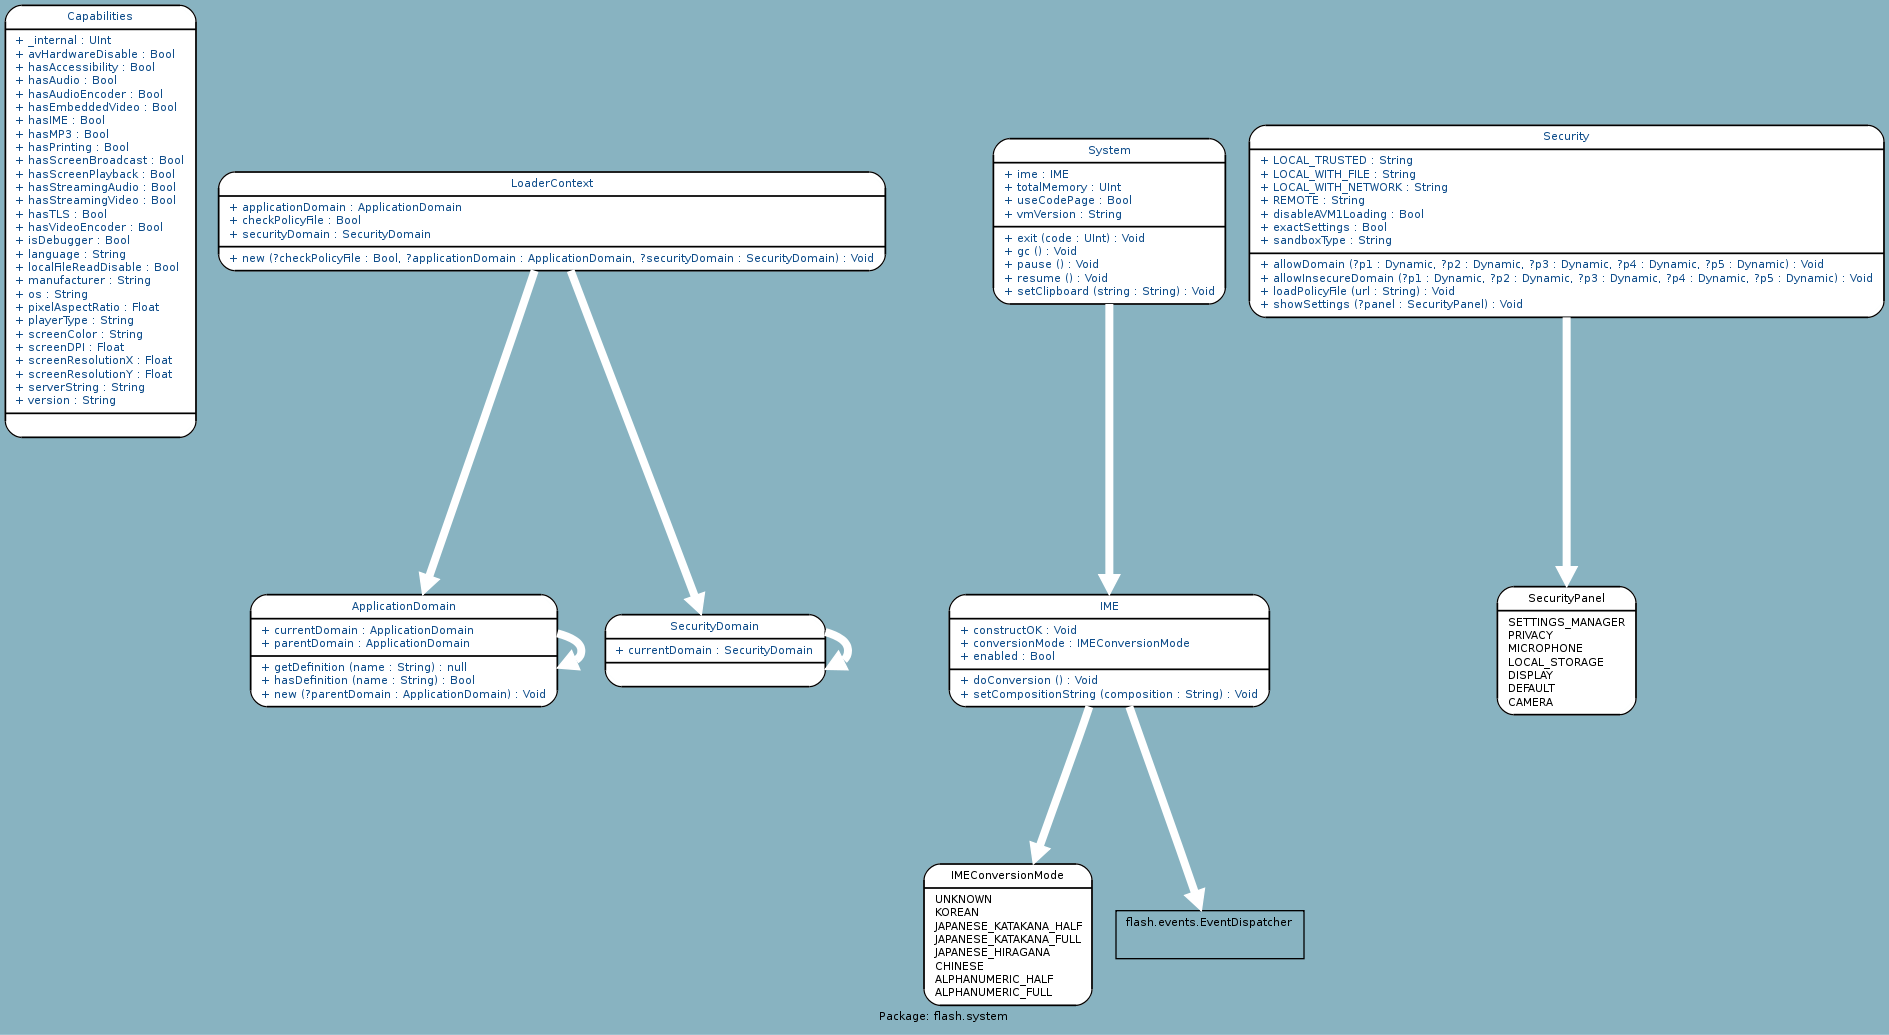 Capabilities
+ _internal : UInt
+ avHardwareDisable : Bool
+ hasAccessibility : Bool
+ hasAudio : Bool
+ hasAudioEncoder : Bool
+ hasEmbeddedVideo : Bool
+ hasIME : Bool
+ hasMP3 : Bool
+ hasPrinting : Bool
+ hasScreenBroadcast : Bool
+ hasScreenPlayback : Bool
+ hasStreamingAudio : Bool
+ hasStreamingVideo : Bool
+ hasTLS : Bool
+ hasVideoEncoder : Bool
+ isDebugger : Bool
+ language : String
+ localFileReadDisable : Bool
+ manufacturer : String
+ os : String
+ pixelAspectRatio : Float
+ playerType : String
+ screenColor : String
+ screenDPI : Float
+ screenResolutionX : Float
+ screenResolutionY : Float
+ serverString : String
+ version : String
LoaderContext
+ applicationDomain : ApplicationDomain
+ checkPolicyFile : Bool
+ securityDomain : SecurityDomain
+ new (?checkPolicyFile : Bool, ?applicationDomain : ApplicationDomain, ?securityDomain : SecurityDomain) : Void
System
+ ime : IME
+ totalMemory : UInt
+ useCodePage : Bool
+ vmVersion : String
+ exit (code : UInt) : Void
+ gc () : Void
+ pause () : Void
+ resume () : Void
+ setClipboard (string : String) : Void
Security
+ LOCAL_TRUSTED : String
+ LOCAL_WITH_FILE : String
+ LOCAL_WITH_NETWORK : String
+ REMOTE : String
+ disableAVM1Loading : Bool
+ exactSettings : Bool
+ sandboxType : String
+ allowDomain (?p1 : Dynamic, ?p2 : Dynamic, ?p3 : Dynamic, ?p4 : Dynamic, ?p5 : Dynamic) : Void
+ allowInsecureDomain (?p1 : Dynamic, ?p2 : Dynamic, ?p3 : Dynamic, ?p4 : Dynamic, ?p5 : Dynamic) : Void
+ loadPolicyFile (url : String) : Void
+ showSettings (?panel : SecurityPanel) : Void
ApplicationDomain
+ currentDomain : ApplicationDomain
+ parentDomain : ApplicationDomain
+ getDefinition (name : String) : null
+ hasDefinition (name : String) : Bool
+ new (?parentDomain : ApplicationDomain) : Void
SecurityDomain
+ currentDomain : SecurityDomain
IME
+ constructOK : Void
+ conversionMode : IMEConversionMode
+ enabled : Bool
+ doConversion () : Void
+ setCompositionString (composition : String) : Void
SecurityPanel
SETTINGS_MANAGER
PRIVACY
MICROPHONE
LOCAL_STORAGE
DISPLAY
DEFAULT
CAMERA
IMEConversionMode
UNKNOWN
KOREAN
JAPANESE_KATAKANA_HALF
JAPANESE_KATAKANA_FULL
JAPANESE_HIRAGANA
CHINESE
ALPHANUMERIC_HALF
ALPHANUMERIC_FULL
flash.events.EventDispatcher
Package: flash.system